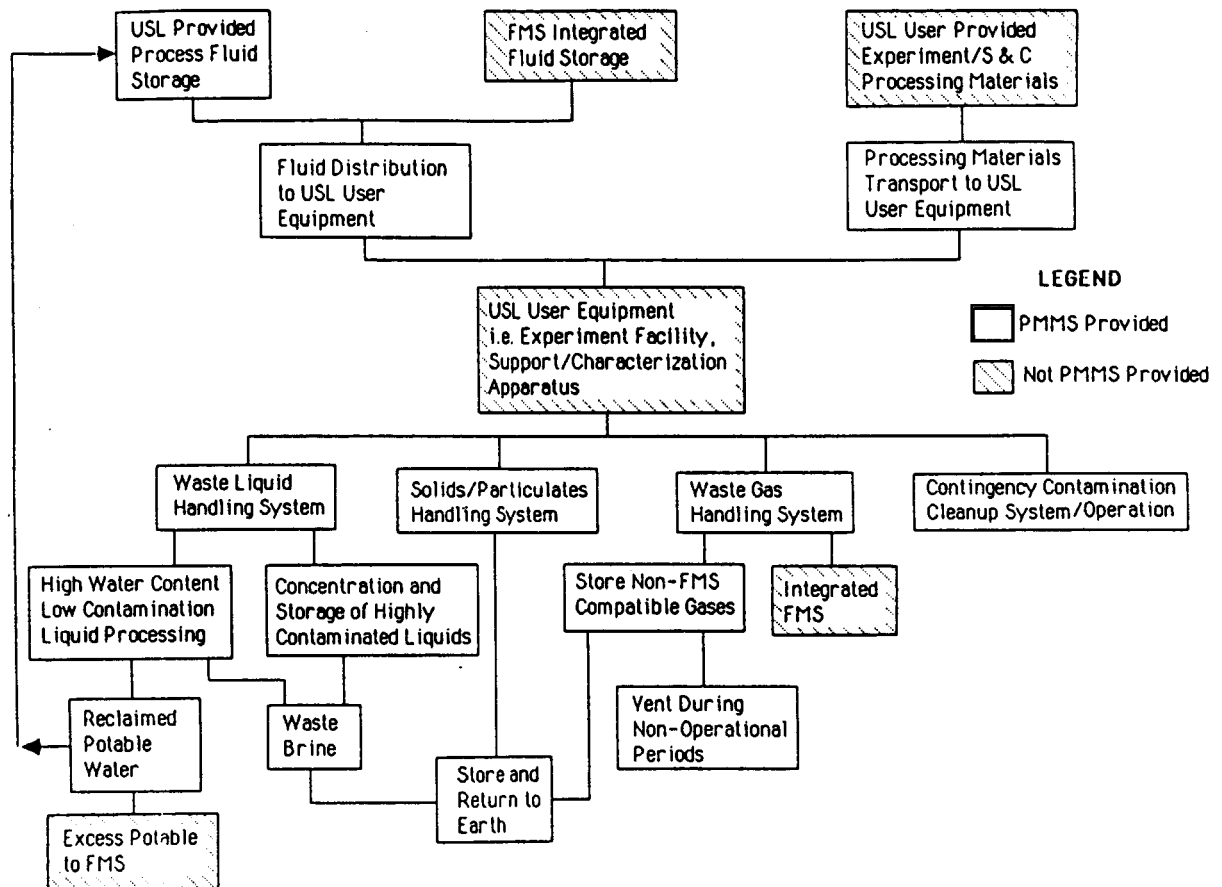 USL Provided
Process Fluid
Storage
FMS Integrated
Fluid Storage
USL User Provided
Experiment/S & C
Processing Materials
Fluid Distribution
to USL User
Equipment
Processing Materials
Transport to USL
User Equipment
LEGEND
PMMS Provided
Not PMMS Provided
USL User Equipment
i.e. Experiment Facility,
Support/Characterization
Apparatus
Waste Liquid
Handling System
Solids/Particulates
Handling System
Waste Gas
Handling System
Contingency Contamination
Cleanup System/Operation
High Water Content
Low Contamination
Liquid Processing
Concentration and
Storage of Highly
Contaminated Liquids
Store Non-FMS
Compatible Gases
Integrated
FMS
Reclaimed
Potable
Water
Waste
Brine
Store and
Return to
Earth
Vent During
Non-Operational
Periods
Excess Potable
to FMS